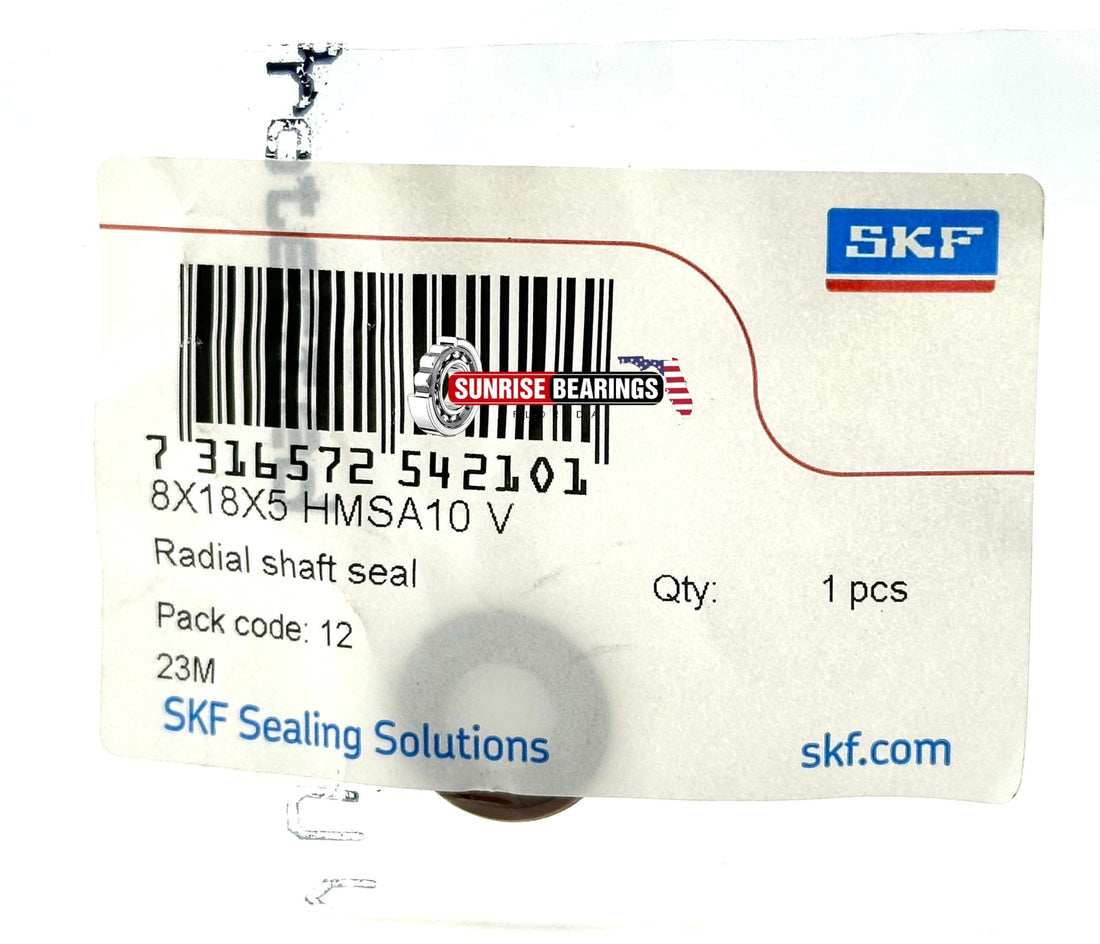 SKF
SUNRISE BEARINGS
FLORIDA
7 316572 542101
8X18X5 HMSA10 V
Radial shaft seal
Qty: 1 pcs
Pack code: 12
23M
SKF Sealing Solutions
skf.com